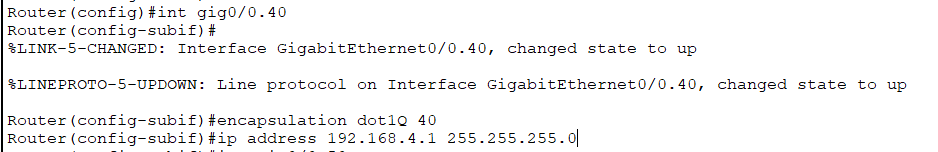 Router(config)#int gig0/0.40
Router(config-subif)#
%LINK-5-CHANGED: Interface GigabitEthernet0/0.40, changed state to up
%LINEPROTO-5-UPDOWN: Line protocol on Interface GigabitEthernet0/0.40, changed state to up
Router(config-subif)#encapsulation dot1Q 40
Router(config-subif)#ip address 192.168.4.1 255.255.255.0